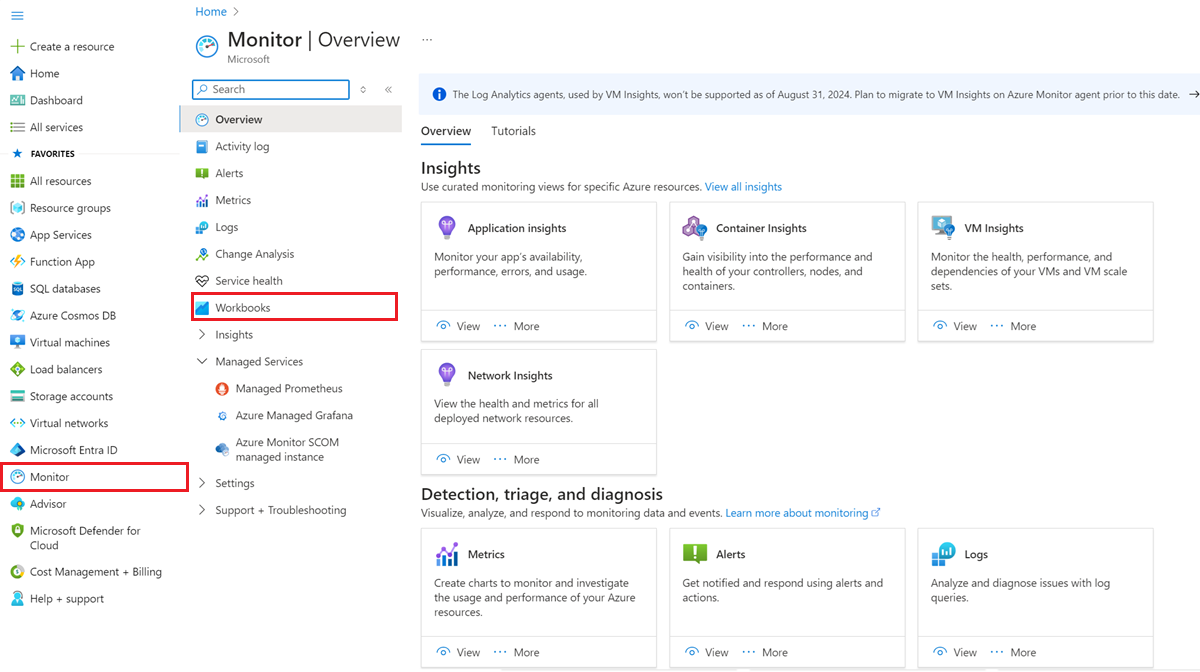 Create a resource
Home
Dashboard
All services
FAVORITES
All resources
Resource groups
App Services
Function App
SQL databases
Azure Cosmos DB
Virtual machines
Load balancers
Storage accounts
Virtual networks
Microsoft Entra ID
Monitor
Advisor
Microsoft Defender for
Cloud
Cost Management + Billing
Help + support
Home
Monitor | Overview
...
Microsoft
Search
Overview
Activity log
Alerts
Metrics
Logs
Change Analysis
Service health
Workbooks
Insights
Managed Services
Managed Prometheus
Azure Managed Grafana
Azure Monitor SCOM
managed instance
Settings
Support + Troubleshooting
The Log Analytics agents, used by VM Insights, won't be supported as of August 31, 2024. Plan to migrate to VM Insights on Azure Monitor agent prior to this date.
Overview Tutorials
Insights
Use curated monitoring views for specific Azure resources. View all insights
Application insights
Monitor your app's availability,
performance, errors, and usage.
View ... More
Container Insights
Gain visibility into the performance and
health of your controllers, nodes, and
containers.
View ... More
VM Insights
Monitor the health, performance, and
dependencies of your VMs and VM scale
sets.
View ... More
Network Insights
View the health and metrics for all
deployed network resources.
View ... More
Detection, triage, and diagnosis
Visualize, analyze, and respond to monitoring data and events. Learn more about monitoring
Metrics
Create charts to monitor and investigate
the usage and performance of your Azure
resources.
View ... More
Alerts
Get notified and respond using alerts and
actions.
View ... More
Logs
Analyze and diagnose issues with log
queries.
View ... More